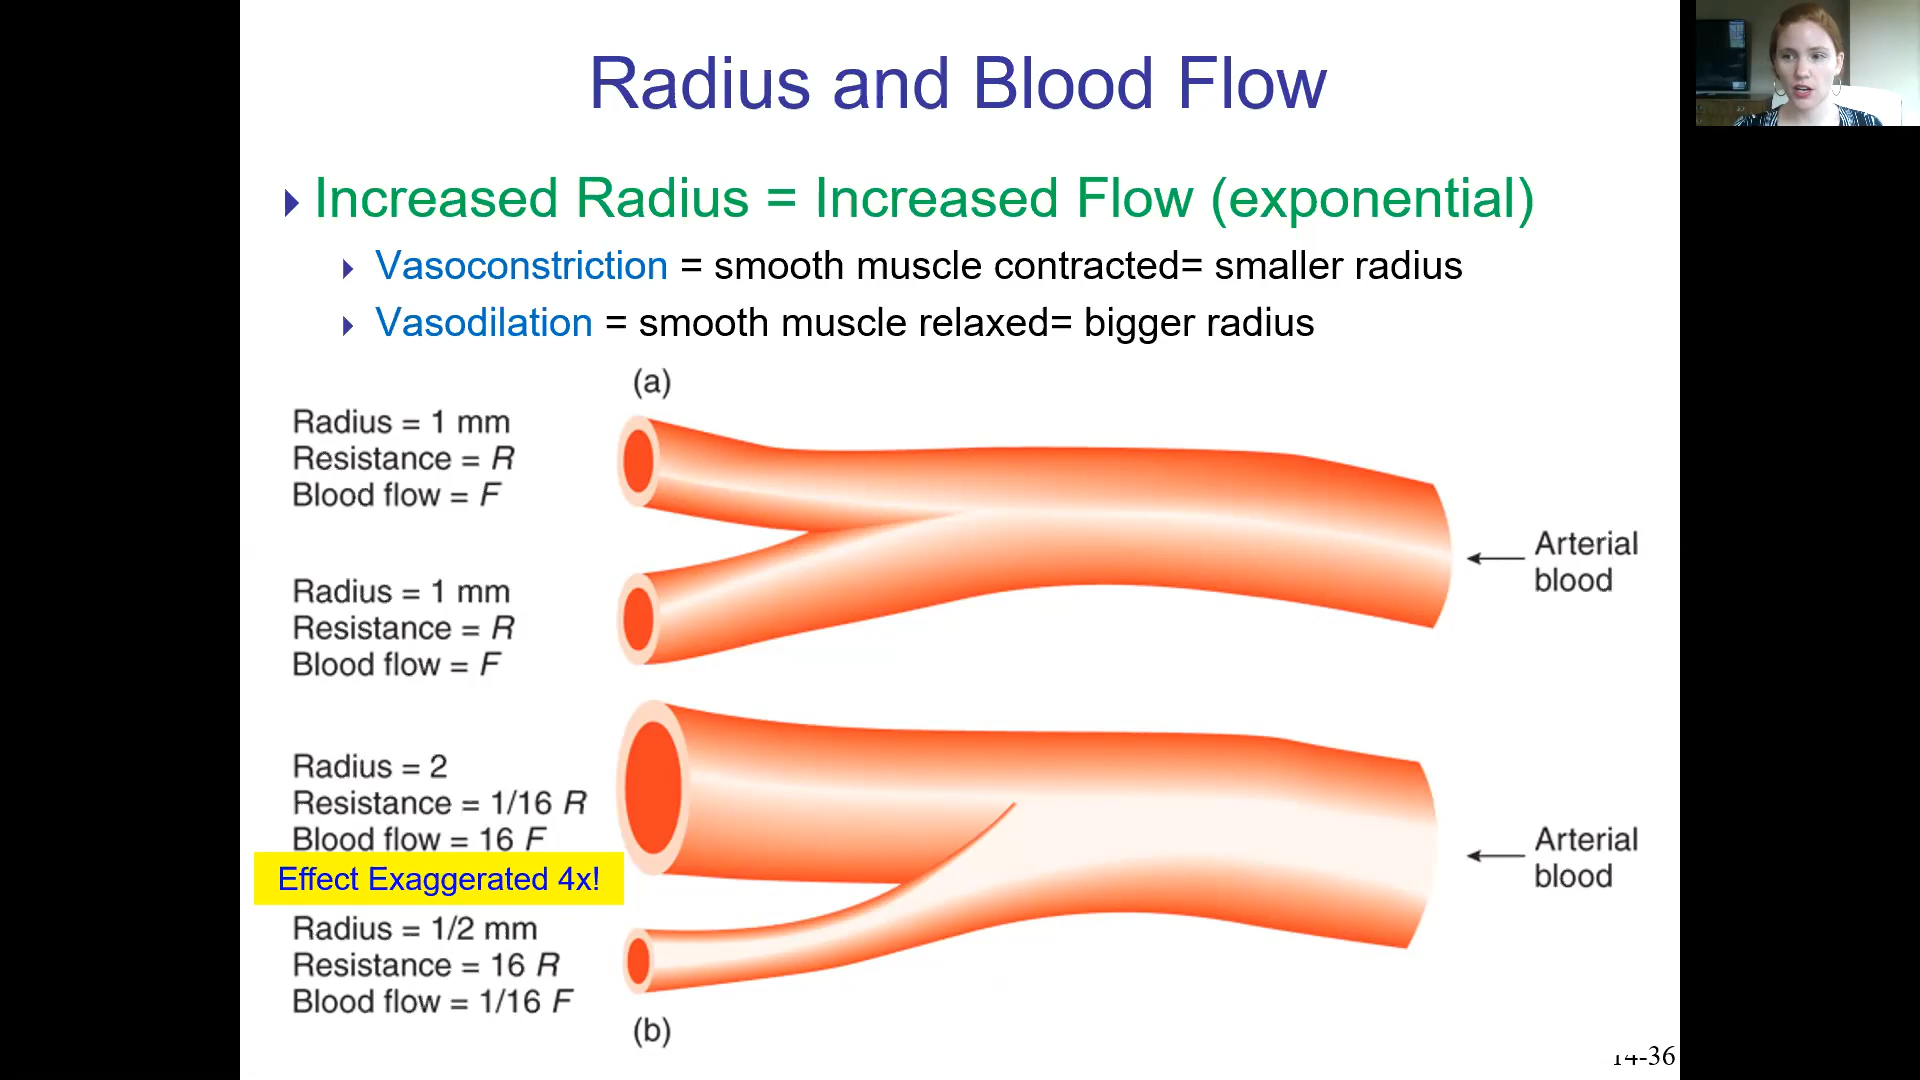 Radius and Blood Flow
Increased Radius = Increased Flow (exponential)
Vasoconstriction = smooth muscle contracted= smaller radius
Vasodilation = smooth muscle relaxed= bigger radius
(a)
Radius = 1 mm
Resistance = R
Blood flow = F
Radius = 1 mm
Resistance = R
Blood flow = F
Arterial
blood
Radius = 2
Resistance = 1/16 R
Blood flow = 16 F
Effect Exaggerated 4x!
Radius = 1/2 mm
Resistance = 16 R
Blood flow = 1/16 F
Arterial
blood
(b)
14-36